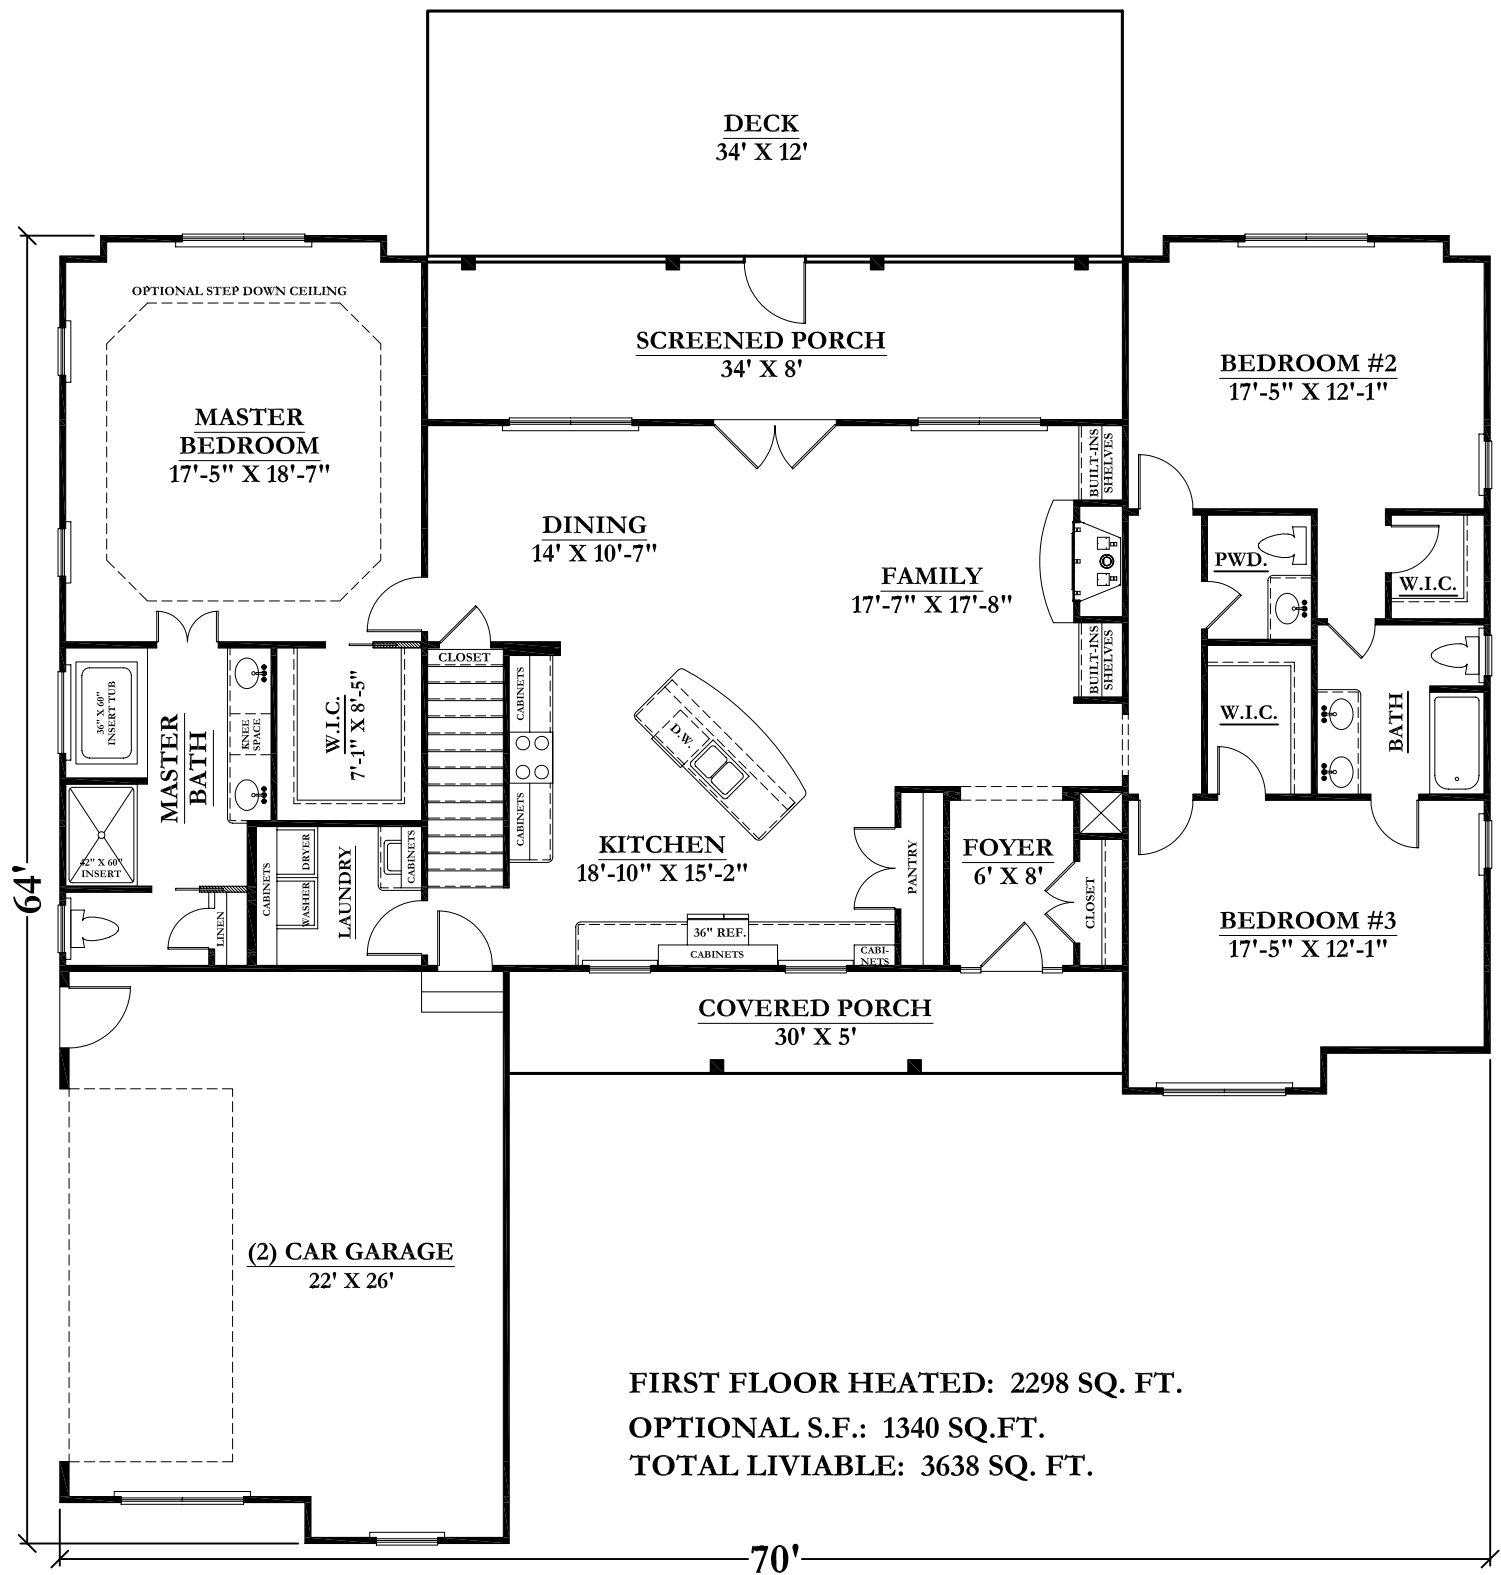 DECK
34' X 12'
OPTIONAL STEP DOWN CEILING
SCREENED PORCH
34' X 8'
BEDROOM #2
17'-5" X 12'-1"
MASTER
BEDROOM
17'-5" X 18'-7"
BUILT-INS
SHELVES
DINING
14' X 10'-7"
FAMILY
17'-7" X 17'-8"
PWD.
W.I.C.
CLOSET
BUILT-INS
SHELVES
36" X 60"
INSERT TUB
MASTER
BATH
KNEE
SPACE
W.I.C.
7'-1" X 8'-5"
CABINETS
D.W.
W.I.C.
BATH
CABINETS
KITCHEN
18'-10" X 15'-2"
PANTRY
FOYER
6' X 8'
CLOSET
42" X 60"
INSERT
LINEN
CABINETS
DRYER
WASHER
LAUNDRY
CABINETS
36" REF.
CABINETS
CABI-
NETS
BEDROOM #3
17'-5" X 12'-1"
64'
COVERED PORCH
30' X 5'
(2) CAR GARAGE
22' X 26'
FIRST FLOOR HEATED: 2298 SQ. FT.
OPTIONAL S.F.: 1340 SQ.FT.
TOTAL LIVIABLE: 3638 SQ. FT.
70'